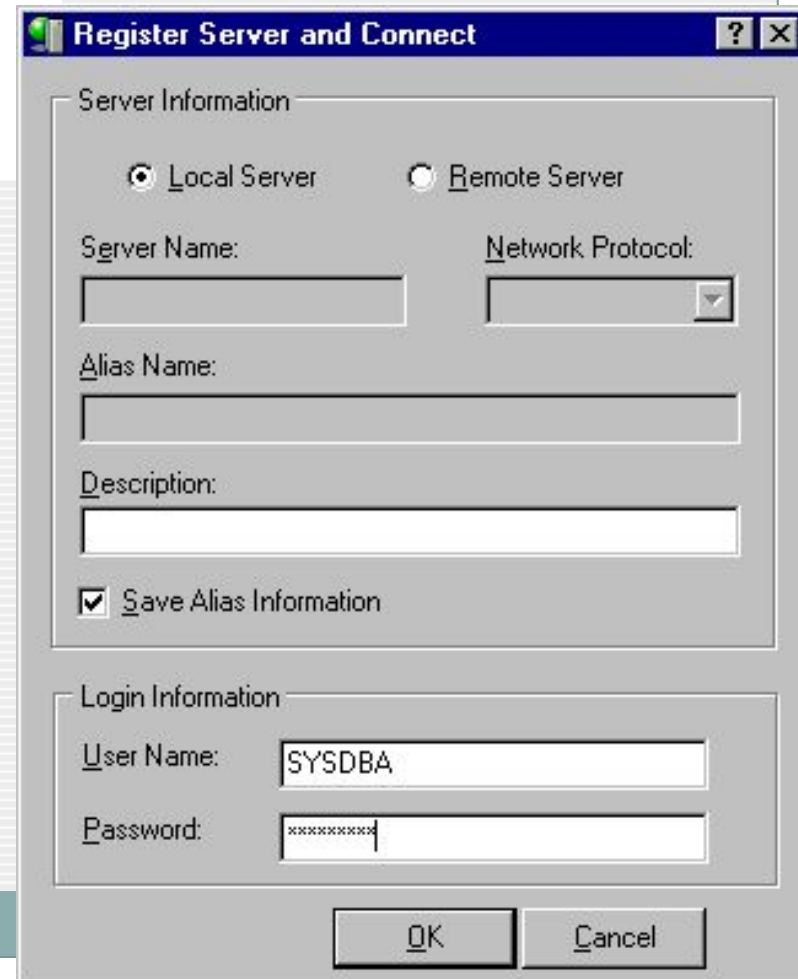 Register Server and Connect
Server Information
Local Server Remote Server
Server Name: Network Protocol:
Alias Name:
Description:
Save Alias Information
Login Information
User Name: SYSDBA
Password: *********
OK Cancel